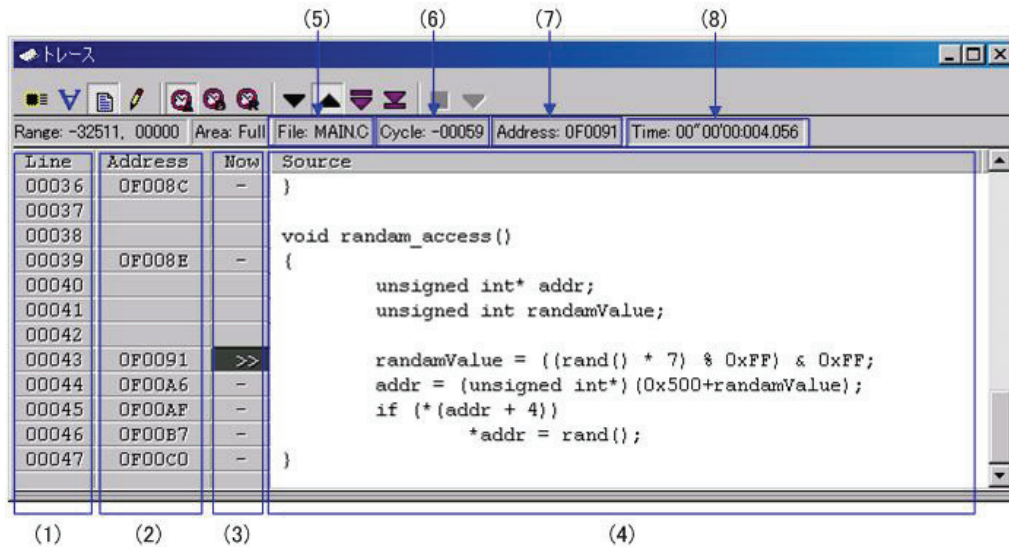 (5) (6) (7) (8)
トレース
Range: -32511, 00000 Area: Full File: MAIN.C Cycle: -00059 Address: 0F0091 Time: 00"00'00:004.056
Line Address Now Source
00036 0F008C - }
00037
00038 void randam_access()
00039 0F008E - {
00040 unsigned int* addr;
00041 unsigned int randamValue;
00042
00043 0F0091 >> randamValue = ((rand() * 7) % 0xFF) & 0xFF;
00044 0F00A6 - addr = (unsigned int*)(0x500+randamValue);
00045 0F00AF - if (*(addr + 4))
00046 0F00B7 - *addr = rand();
00047 0F00C0 - }
(1) (2) (3) (4)